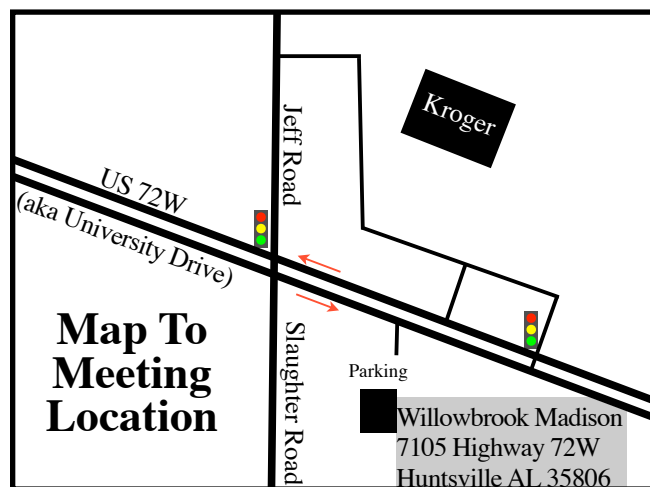 Kroger
Jeff Road
US 72W
(aka University Drive)
Map To
Meeting
Location
Slaughter Road
Parking
Willowbrook Madison
7105 Highway 72W
Huntsville AL 35806